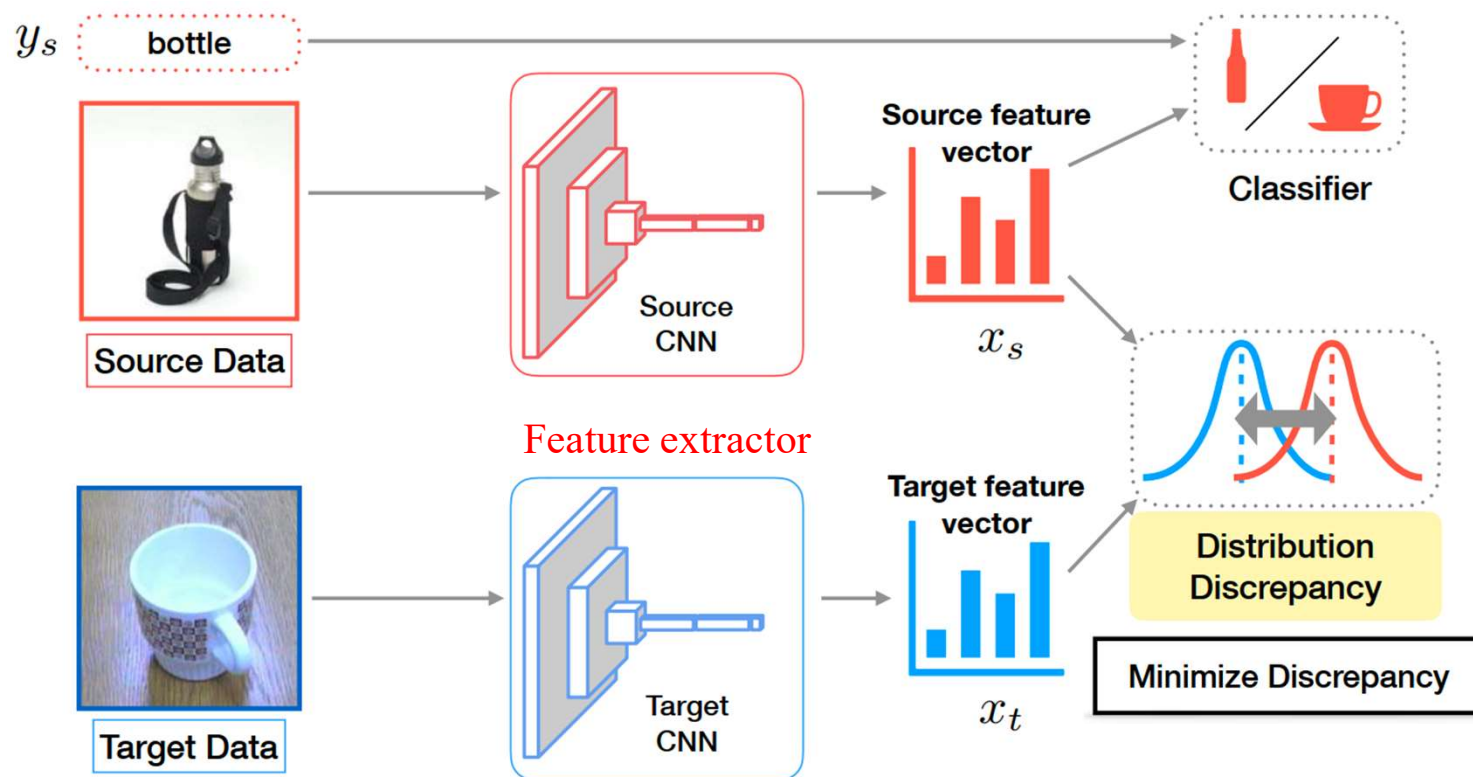 y_s
bottle
Source Data
Source
CNN
Source feature
vector
x_s
Classifier
Feature extractor
Target Data
Target
CNN
Target feature
vector
x_t
Distribution
Discrepancy
Minimize Discrepancy